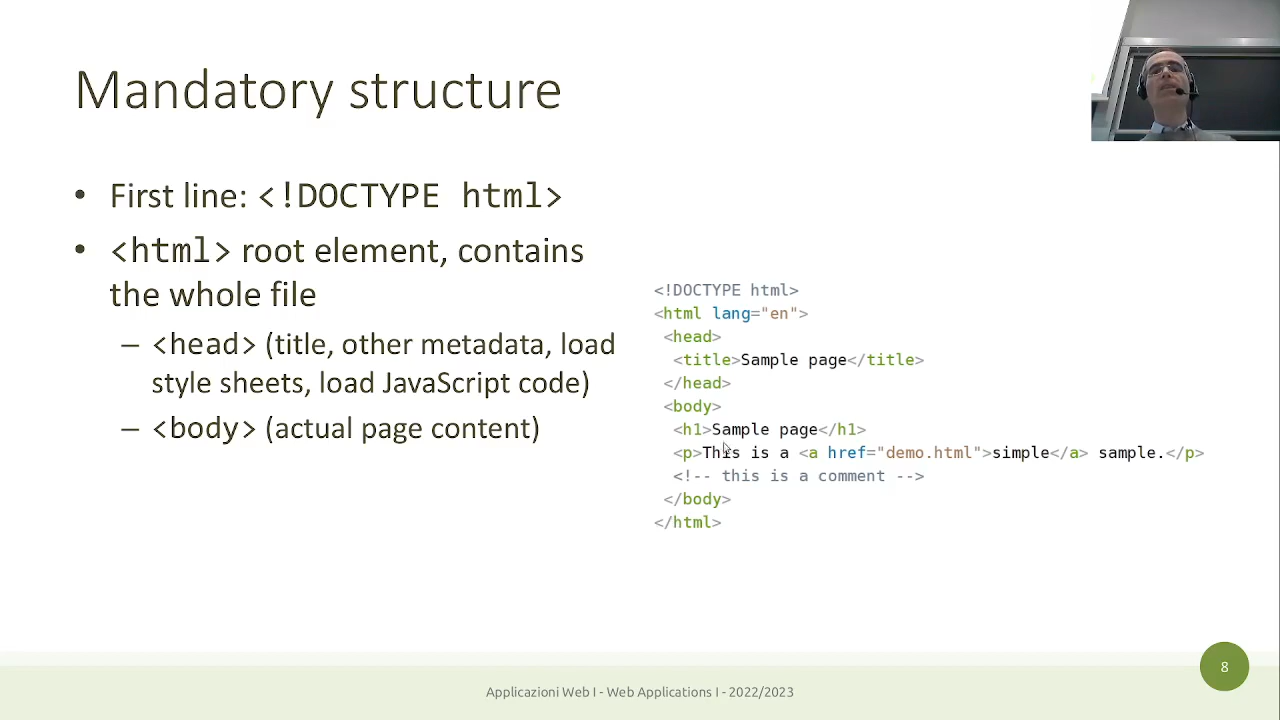 Mandatory structure
• First line: <!DOCTYPE html>
• <html> root element, contains
the whole file
– <head> (title, other metadata, load
style sheets, load JavaScript code)
– <body> (actual page content)
<!DOCTYPE html>
<html lang="en">
<head>
<title>Sample page</title>
</head>
<body>
<h1>Sample page</h1>
<p>This is a <a href="demo.html">simple</a> sample.</p>
<!-- this is a comment -->
</body>
</html>
Applicazioni Web I - Web Applications I - 2022/2023
8